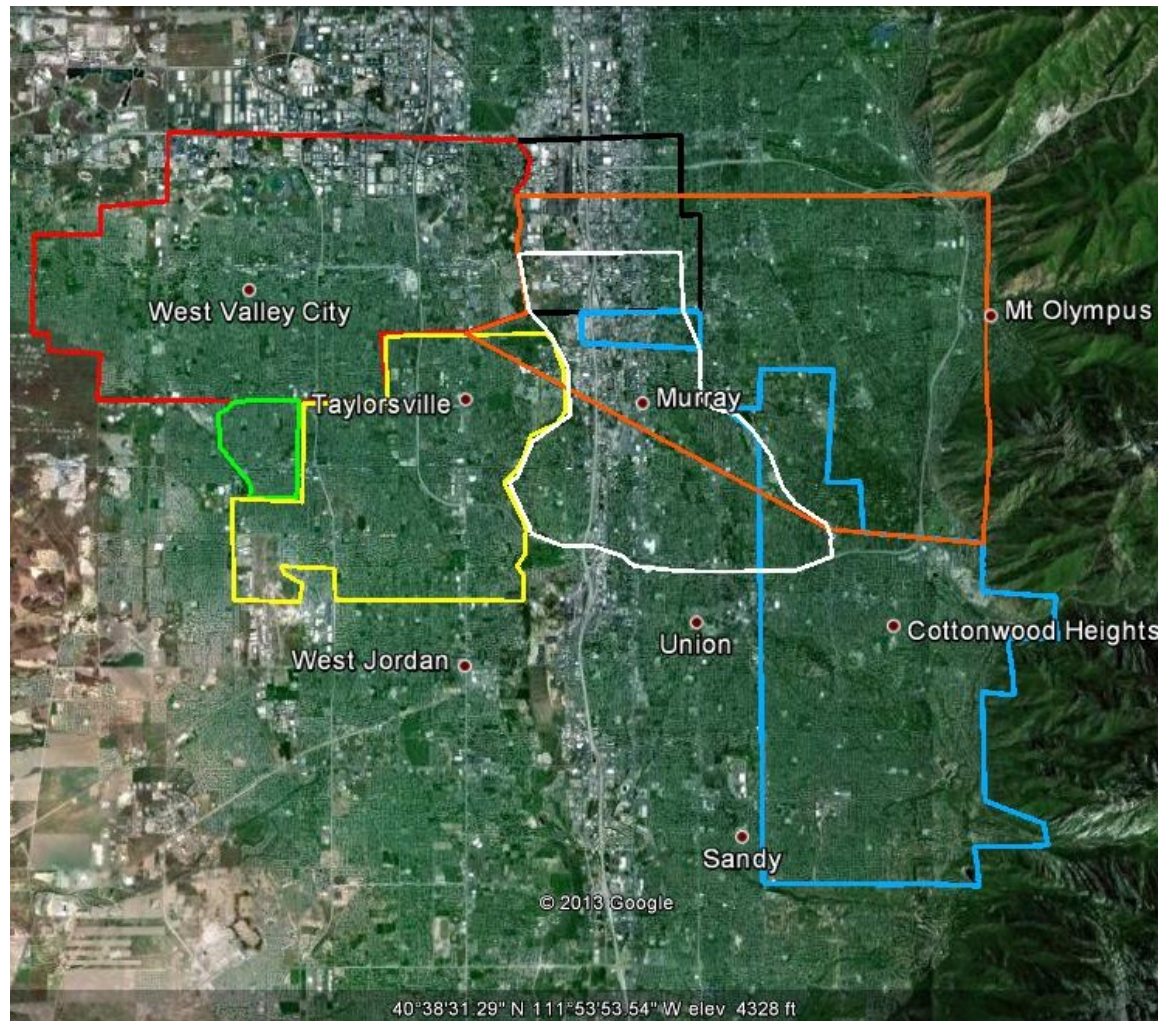 West Valley City
Mt Olympus
Taylorsville
Murray
Union
Cottonwood Heights
West Jordan
Sandy
© 2013 Google
40°38'31.29" N 111°53'53.54" W elev 4328 ft